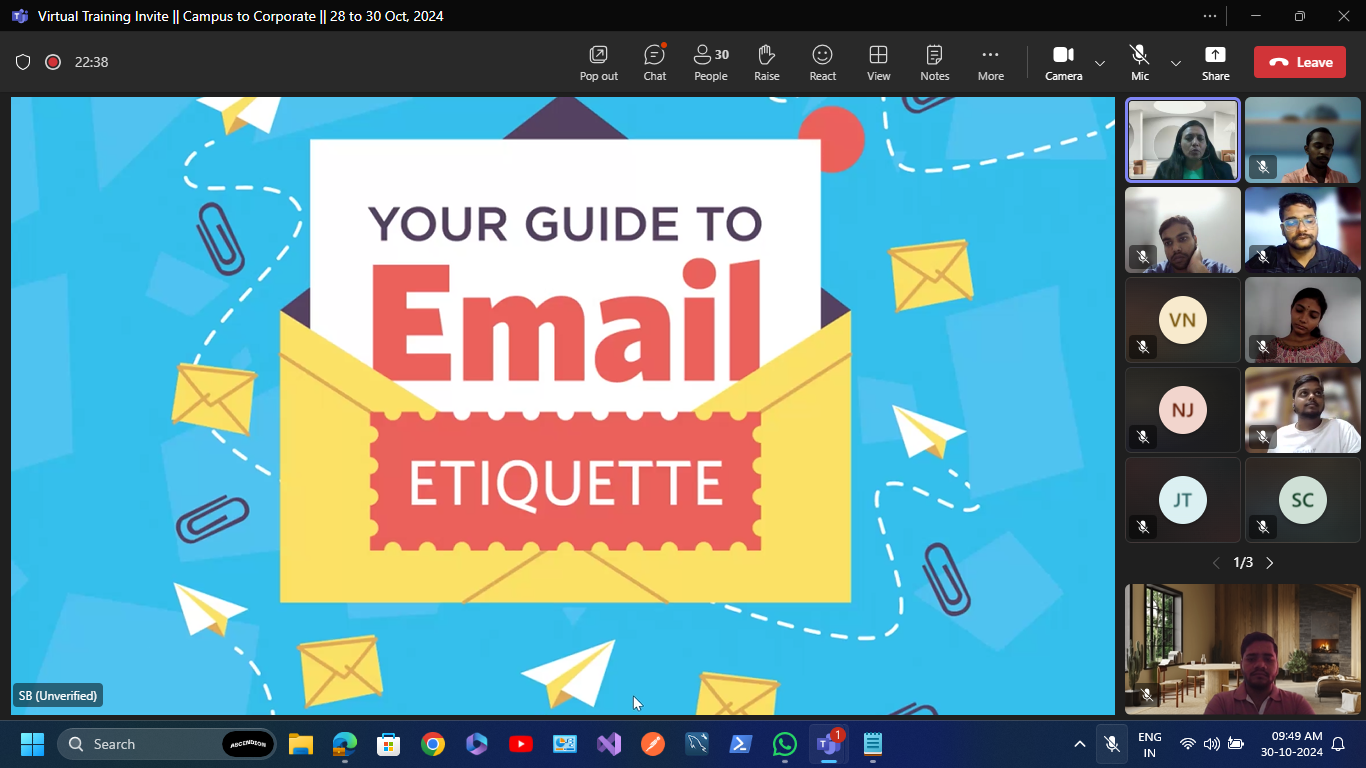 Virtual Training Invite || Campus to Corporate || 28 to 30 Oct, 2024
22:38
Pop out
Chat
30
People
Raise
React
View
Notes
More
Camera
Mic
Share
Leave
YOUR GUIDE TO
Email
ETIQUETTE
SB (Unverified)
VN
NJ
JT
SC
1/3
Search
ASCENDION
1
ENG
IN
09:49 AM
30-10-2024